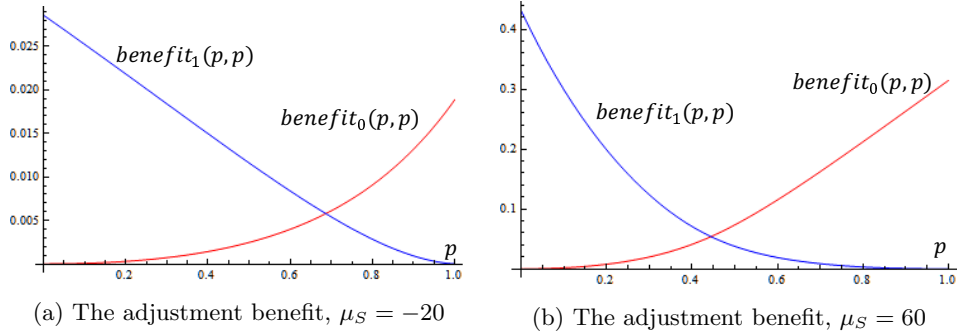 0.025
0.020
0.015
0.010
0.005
benefit₁(p,p)
benefit₀(p,p)
p
0.2 0.4 0.6 0.8 1.0
(a) The adjustment benefit, μ_S = −20
0.4
0.3
0.2
0.1
benefit₀(p,p)
benefit₁(p,p)
p
0.2 0.4 0.6 0.8 1.0
(b) The adjustment benefit, μ_S = 60